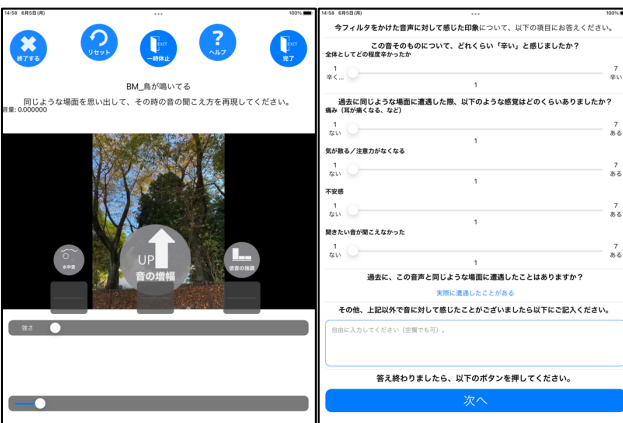 14:58 6月5日(月)
100%
終了する
リセット
EXIT
一時休止
ヘルプ
EXIT
完了
BM_鳥が鳴いてる
同じような場面を思い出して、その時の音の聞こえ方を再現してください。
音量: 0.000000
水中音
UP
音の増幅
低音の強調
強さ
14:58 6月5日(月)
100%
今フィルタをかけた音声に対して感じた印象について、以下の項目にお答えください。
この音そのものについて、どれくらい「辛い」と感じましたか?
全体としてどの程度辛かったか
1
7
辛く...
辛い
1
過去に同じような場面に遭遇した際、以下のような感覚はどのくらいありましたか?
痛み(耳が痛くなる、など)
1
7
ない
ある
1
気が散る/注意力がなくなる
1
7
ない
ある
1
不安感
1
7
ない
ある
1
聞きたい音が聞こえなかった
1
7
ない
ある
1
過去に、この音声と同じような場面に遭遇したことはありますか?
実際に遭遇したことがある
その他、上記以外で音に対して感じたことがございましたら以下にご記入ください。
自由に入力してください(空欄でも可)。
答え終わりましたら、以下のボタンを押してください。
次へ